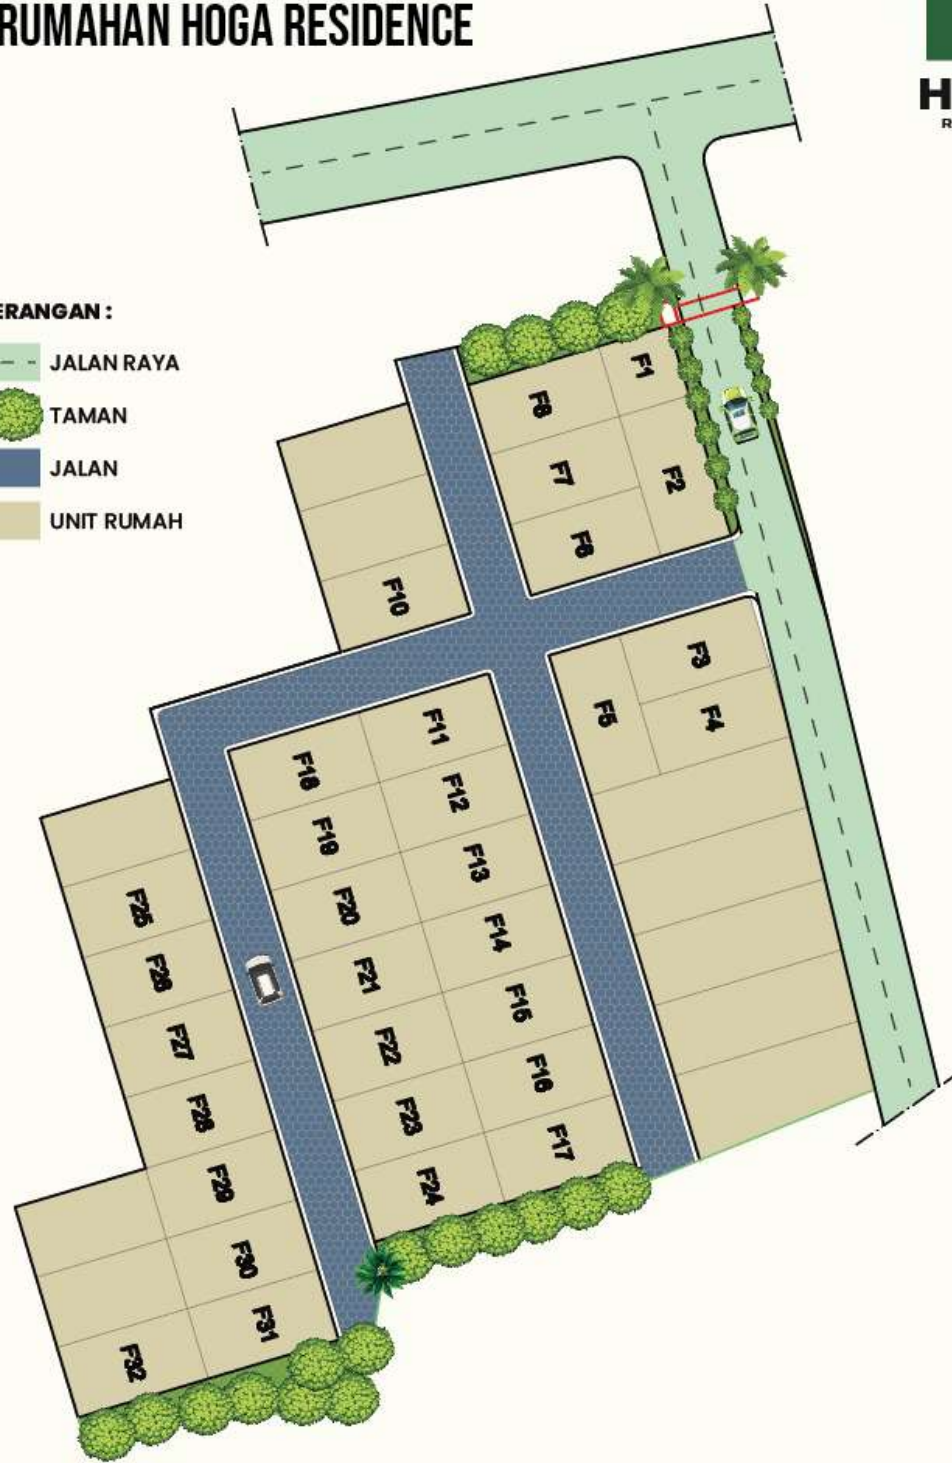 RUMAHAN HOGA RESIDENCE
H
R
ERANGAN :
JALAN RAYA
TAMAN
JALAN
UNIT RUMAH
F1
F8
F7
F2
F6
F10
F3
F5
F4
F11
F18
F12
F19
F13
F20
F14
F25
F21
F15
F26
F22
F16
F27
F23
F17
F28
F24
F29
F30
F31
F32